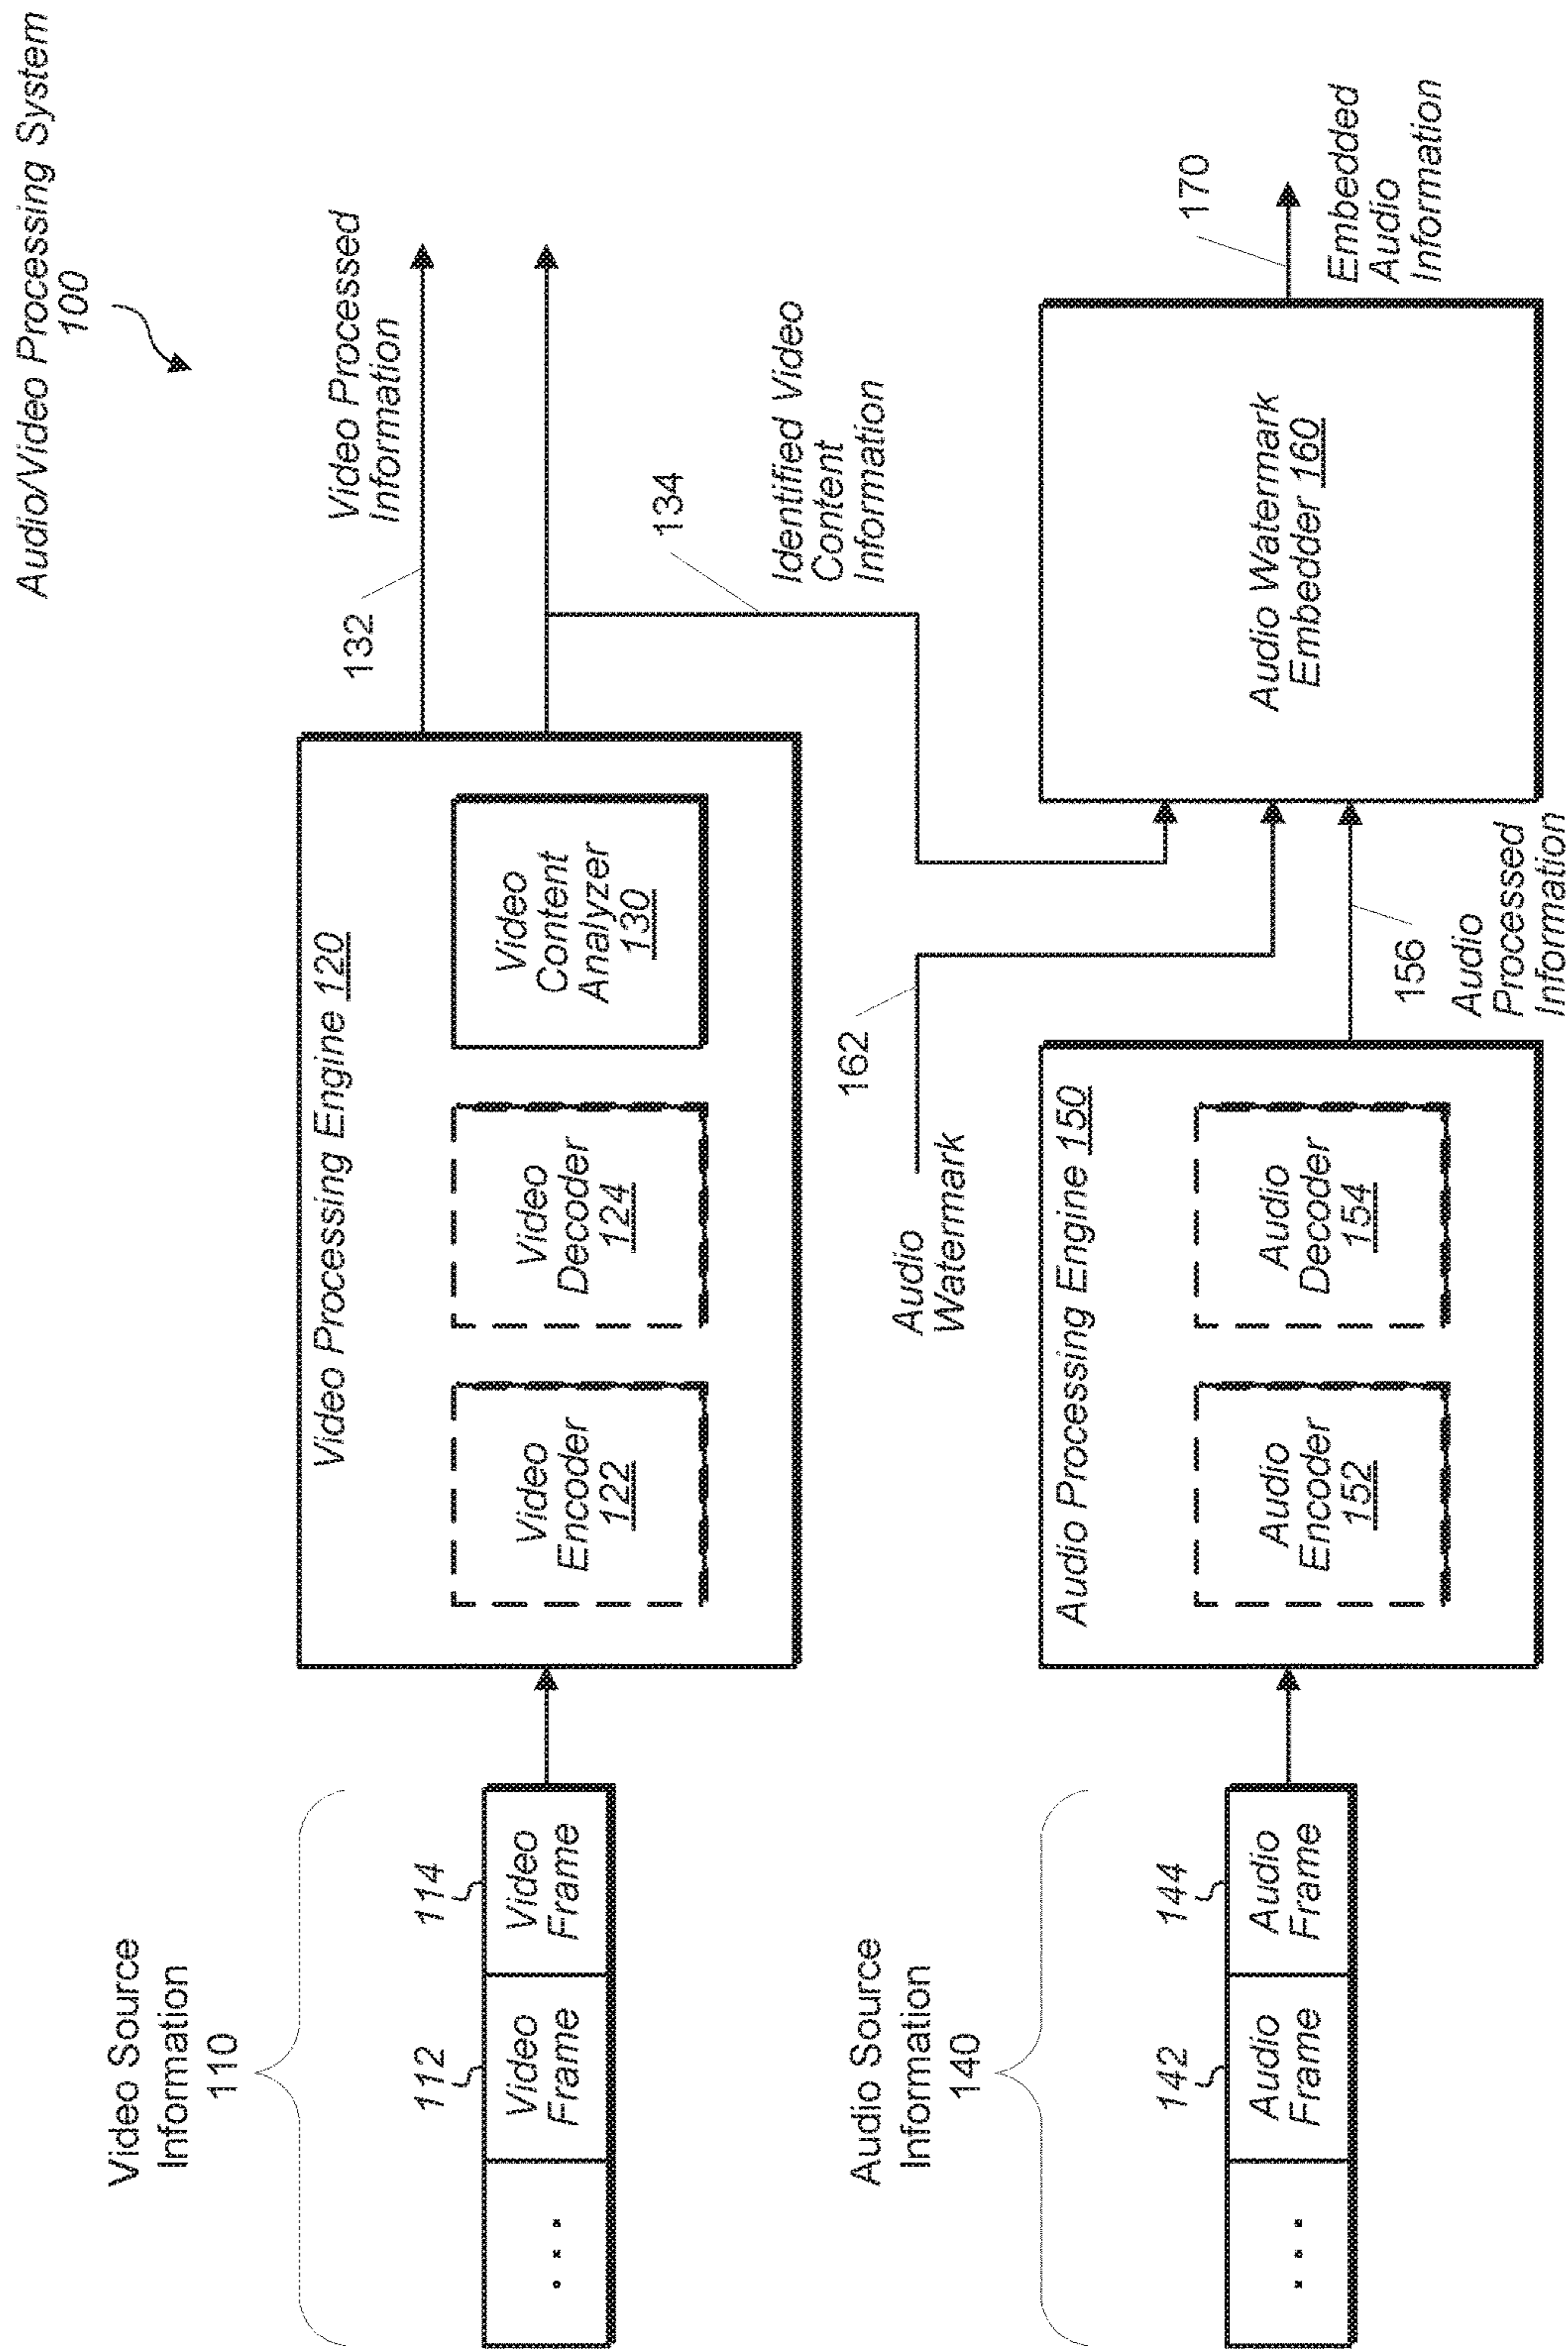 Audio/Video Processing System
100
Video Source
Information
110
112
114
Video
Frame
Video
Frame
. . .
Video Processing Engine 120
Video
Encoder
122
Video
Decoder
124
Video
Content
Analyzer
130
132
Video Processed
Information
134
Identified Video
Content
Information
Audio
Watermark
162
Audio Source
Information
140
142
144
Audio
Frame
Audio
Frame
. . .
Audio Processing Engine 150
Audio
Encoder
152
Audio
Decoder
154
156
Audio
Processed
Information
Audio Watermark
Embedder 160
170
Embedded
Audio
Information